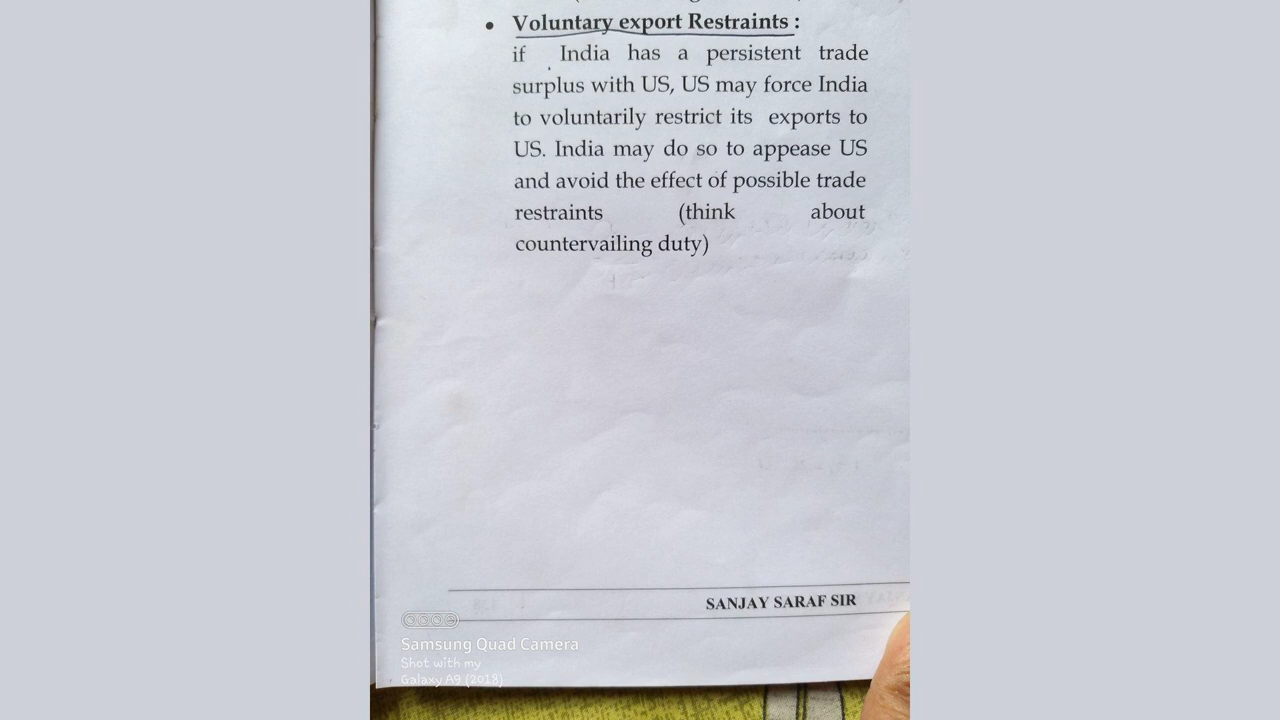 Voluntary export Restraints :
if India has a persistent trade
surplus with US, US may force India
to voluntarily restrict its exports to
US. India may do so to appease US
and avoid the effect of possible trade
restraints (think about
countervailing duty)
SANJAY SARAF SIR
Samsung Quad Camera
Shot with my
Galaxy A9 (2018)